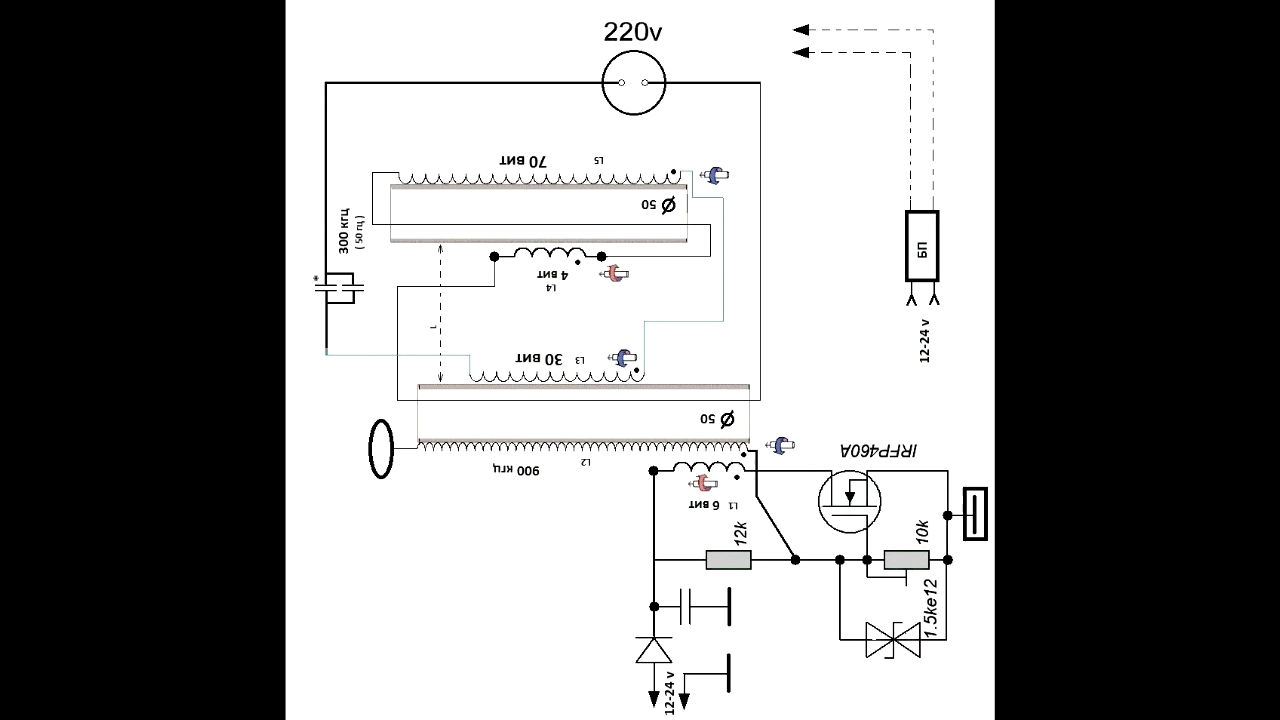 220v
70 вит
L5
Ø 50
300 кгц
( 50 гц )
4 вит
L4
L
30 вит
L3
БП
12-24 v
Ø 50
900 кгц
L2
IRFP460A
6 вит
L1
12k
10k
1.5ke12
12-24 v
*